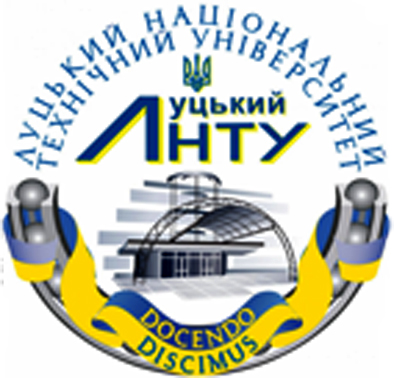 ЛУЦЬКИЙ НАЦІОНАЛЬНИЙ
ТЕХНІЧНИЙ УНІВЕРСИТЕТ
Луцький
ЛНТУ
DOCENDO
DISCIMUS